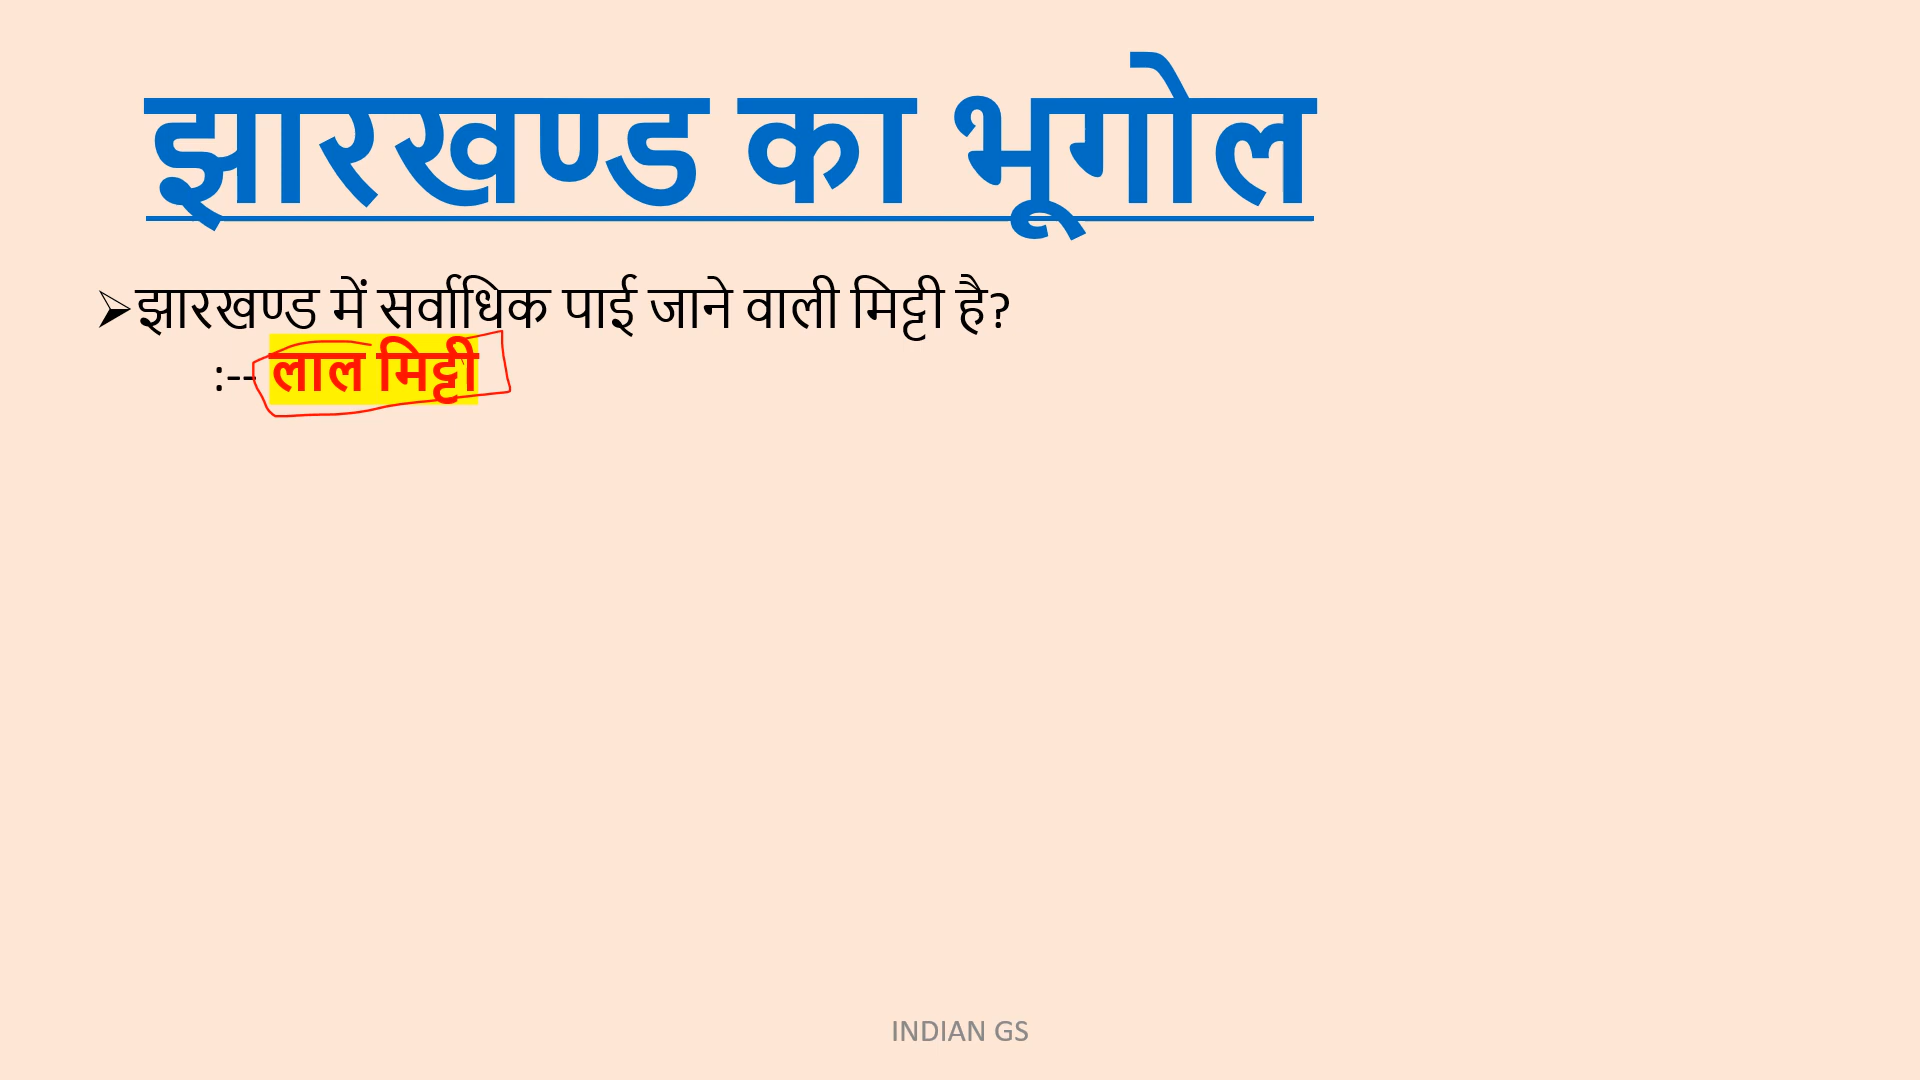 झारखण्ड का भूगोल
➢झारखण्ड में सर्वाधिक पाई जाने वाली मिट्टी है?
:-- लाल मिट्टी
INDIAN GS